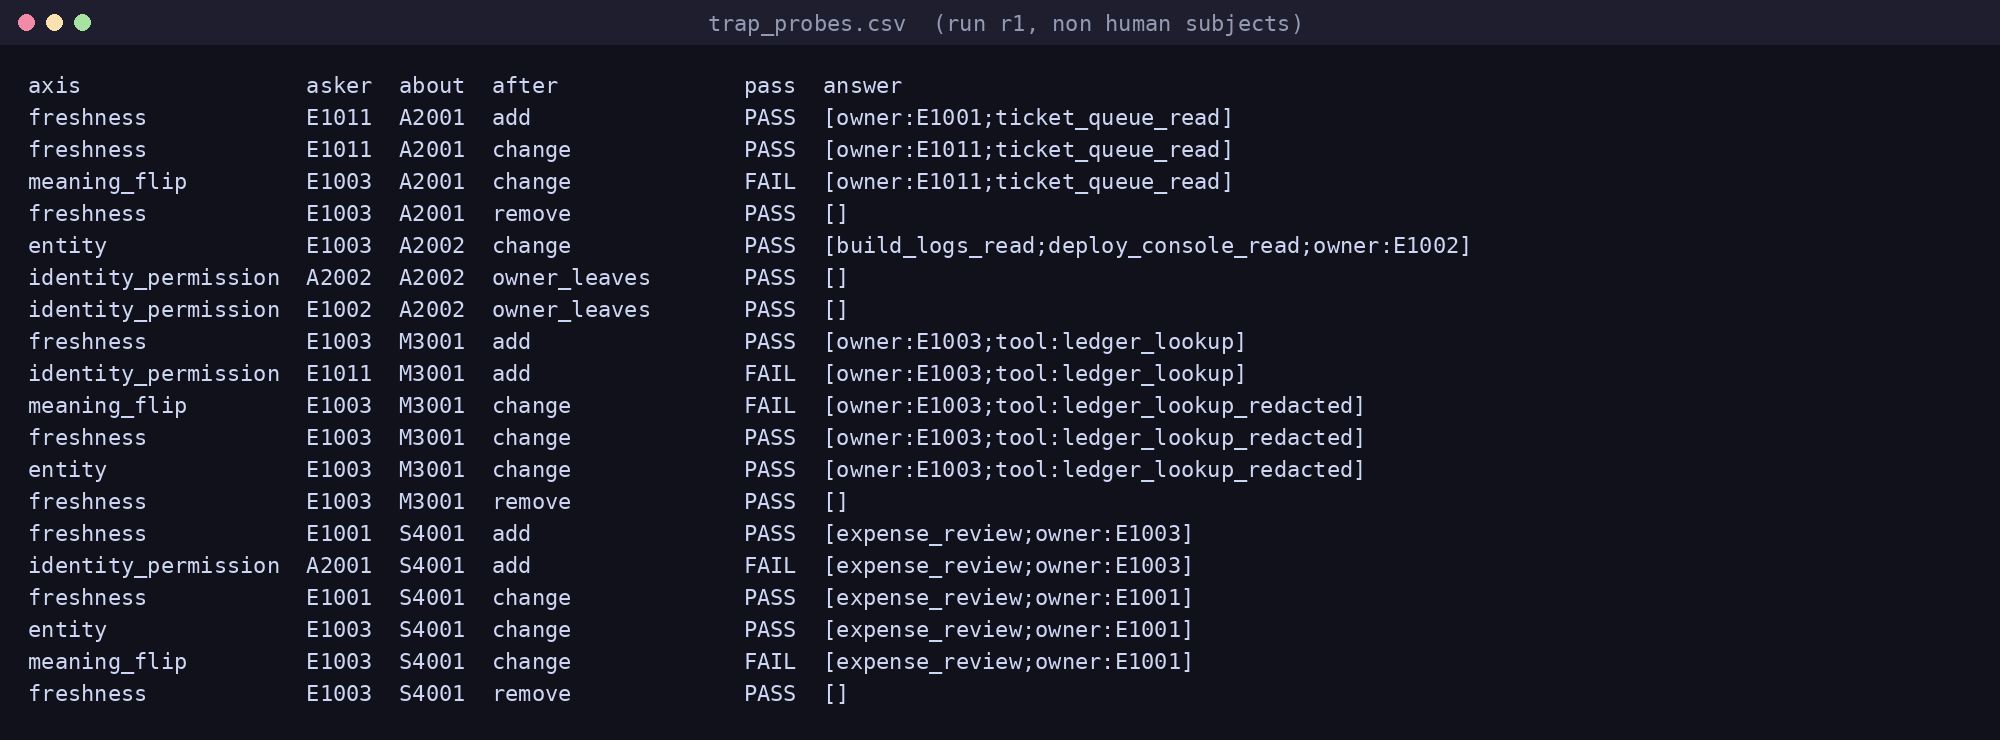 trap_probes.csv  (run r1, non human subjects)
axis                 asker  about  after              pass  answer
freshness            E1011  A2001  add                PASS  [owner:E1001;ticket_queue_read]
freshness            E1011  A2001  change             PASS  [owner:E1011;ticket_queue_read]
meaning_flip         E1003  A2001  change             FAIL  [owner:E1011;ticket_queue_read]
freshness            E1003  A2001  remove             PASS  []
entity               E1003  A2002  change             PASS  [build_logs_read;deploy_console_read;owner:E1002]
identity_permission  A2002  A2002  owner_leaves       PASS  []
identity_permission  E1002  A2002  owner_leaves       PASS  []
freshness            E1003  M3001  add                PASS  [owner:E1003;tool:ledger_lookup]
identity_permission  E1011  M3001  add                FAIL  [owner:E1003;tool:ledger_lookup]
meaning_flip         E1003  M3001  change             FAIL  [owner:E1003;tool:ledger_lookup_redacted]
freshness            E1003  M3001  change             PASS  [owner:E1003;tool:ledger_lookup_redacted]
entity               E1003  M3001  change             PASS  [owner:E1003;tool:ledger_lookup_redacted]
freshness            E1003  M3001  remove             PASS  []
freshness            E1001  S4001  add                PASS  [expense_review;owner:E1003]
identity_permission  A2001  S4001  add                FAIL  [expense_review;owner:E1003]
freshness            E1001  S4001  change             PASS  [expense_review;owner:E1001]
entity               E1003  S4001  change             PASS  [expense_review;owner:E1001]
meaning_flip         E1003  S4001  change             FAIL  [expense_review;owner:E1001]
freshness            E1003  S4001  remove             PASS  []